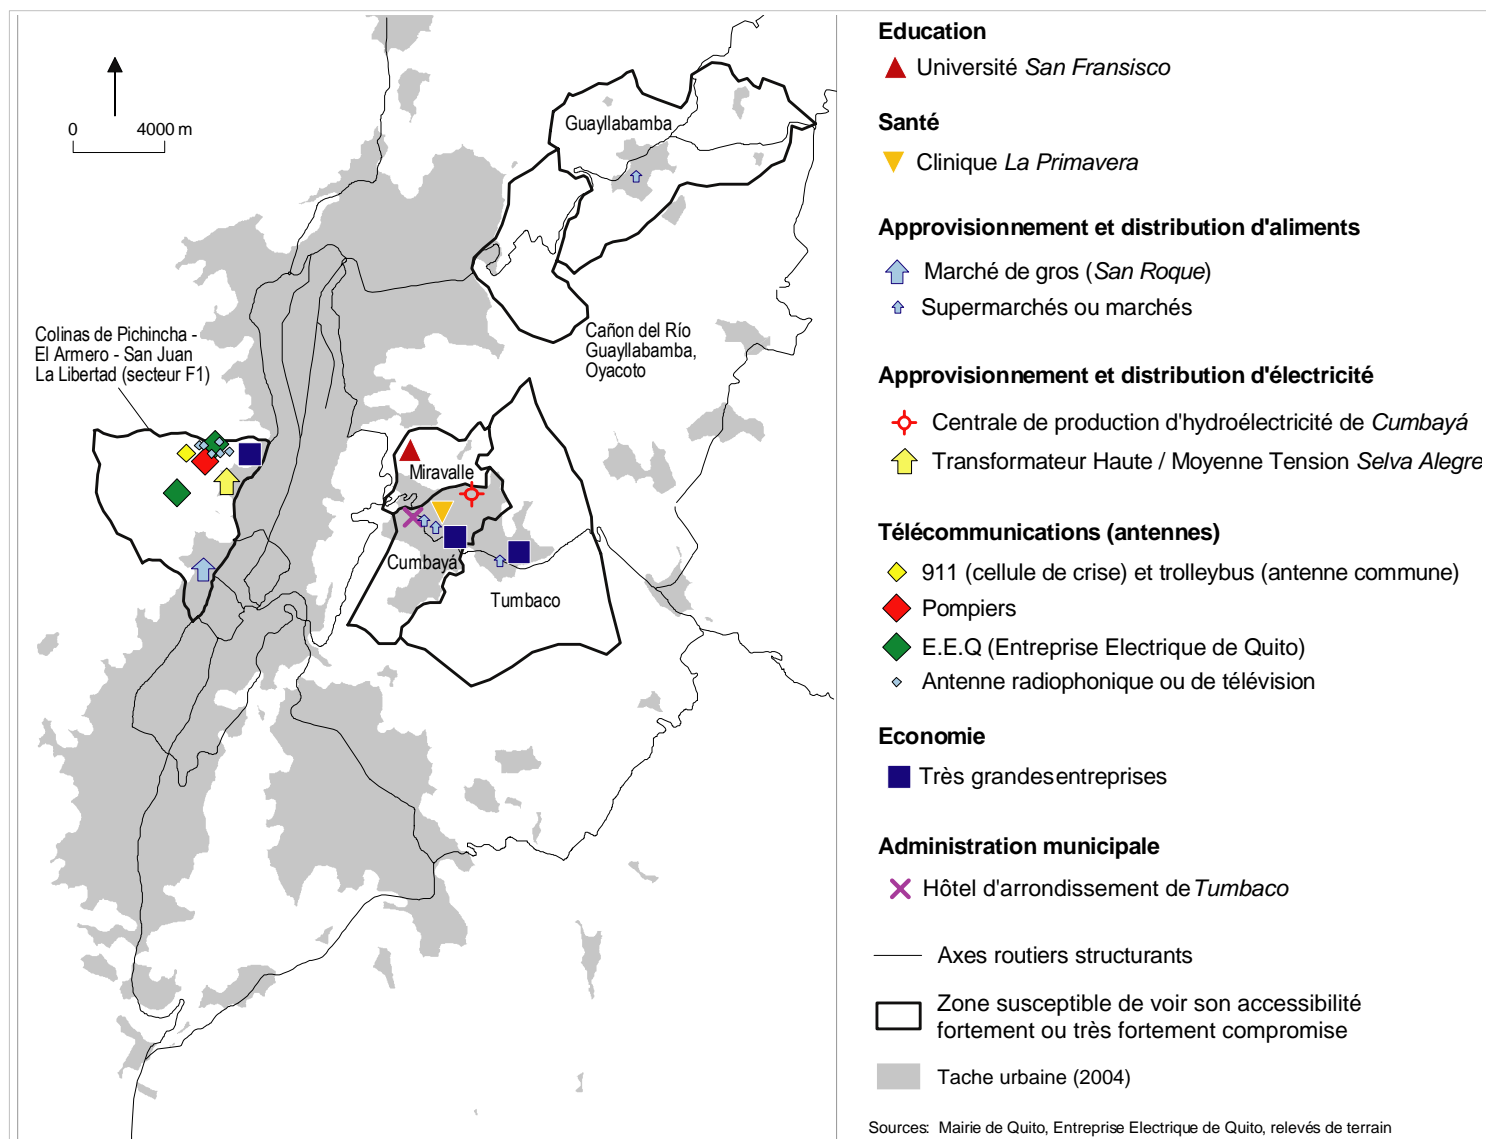 0 4000 m
Guayllabamba
Cañon del Río
Guayllabamba,
Oyacoto
Colinas de Pichincha -
El Armero - San Juan
La Libertad (secteur F1)
Miravalle
Cumbayá
Tumbaco
Education
Université San Fransisco
Santé
Clinique La Primavera
Approvisionnement et distribution d'aliments
Marché de gros (San Roque)
Supermarchés ou marchés
Approvisionnement et distribution d'électricité
Centrale de production d'hydroélectricité de Cumbayá
Transformateur Haute / Moyenne Tension Selva Alegre
Télécommunications (antennes)
911 (cellule de crise) et trolleybus (antenne commune)
Pompiers
E.E.Q (Entreprise Electrique de Quito)
Antenne radiophonique ou de télévision
Economie
Très grandes entreprises
Administration municipale
Hôtel d'arrondissement de Tumbaco
Axes routiers structurants
Zone susceptible de voir son accessibilité
fortement ou très fortement compromise
Tache urbaine (2004)
Sources: Mairie de Quito, Entreprise Electrique de Quito, relevés de terrain